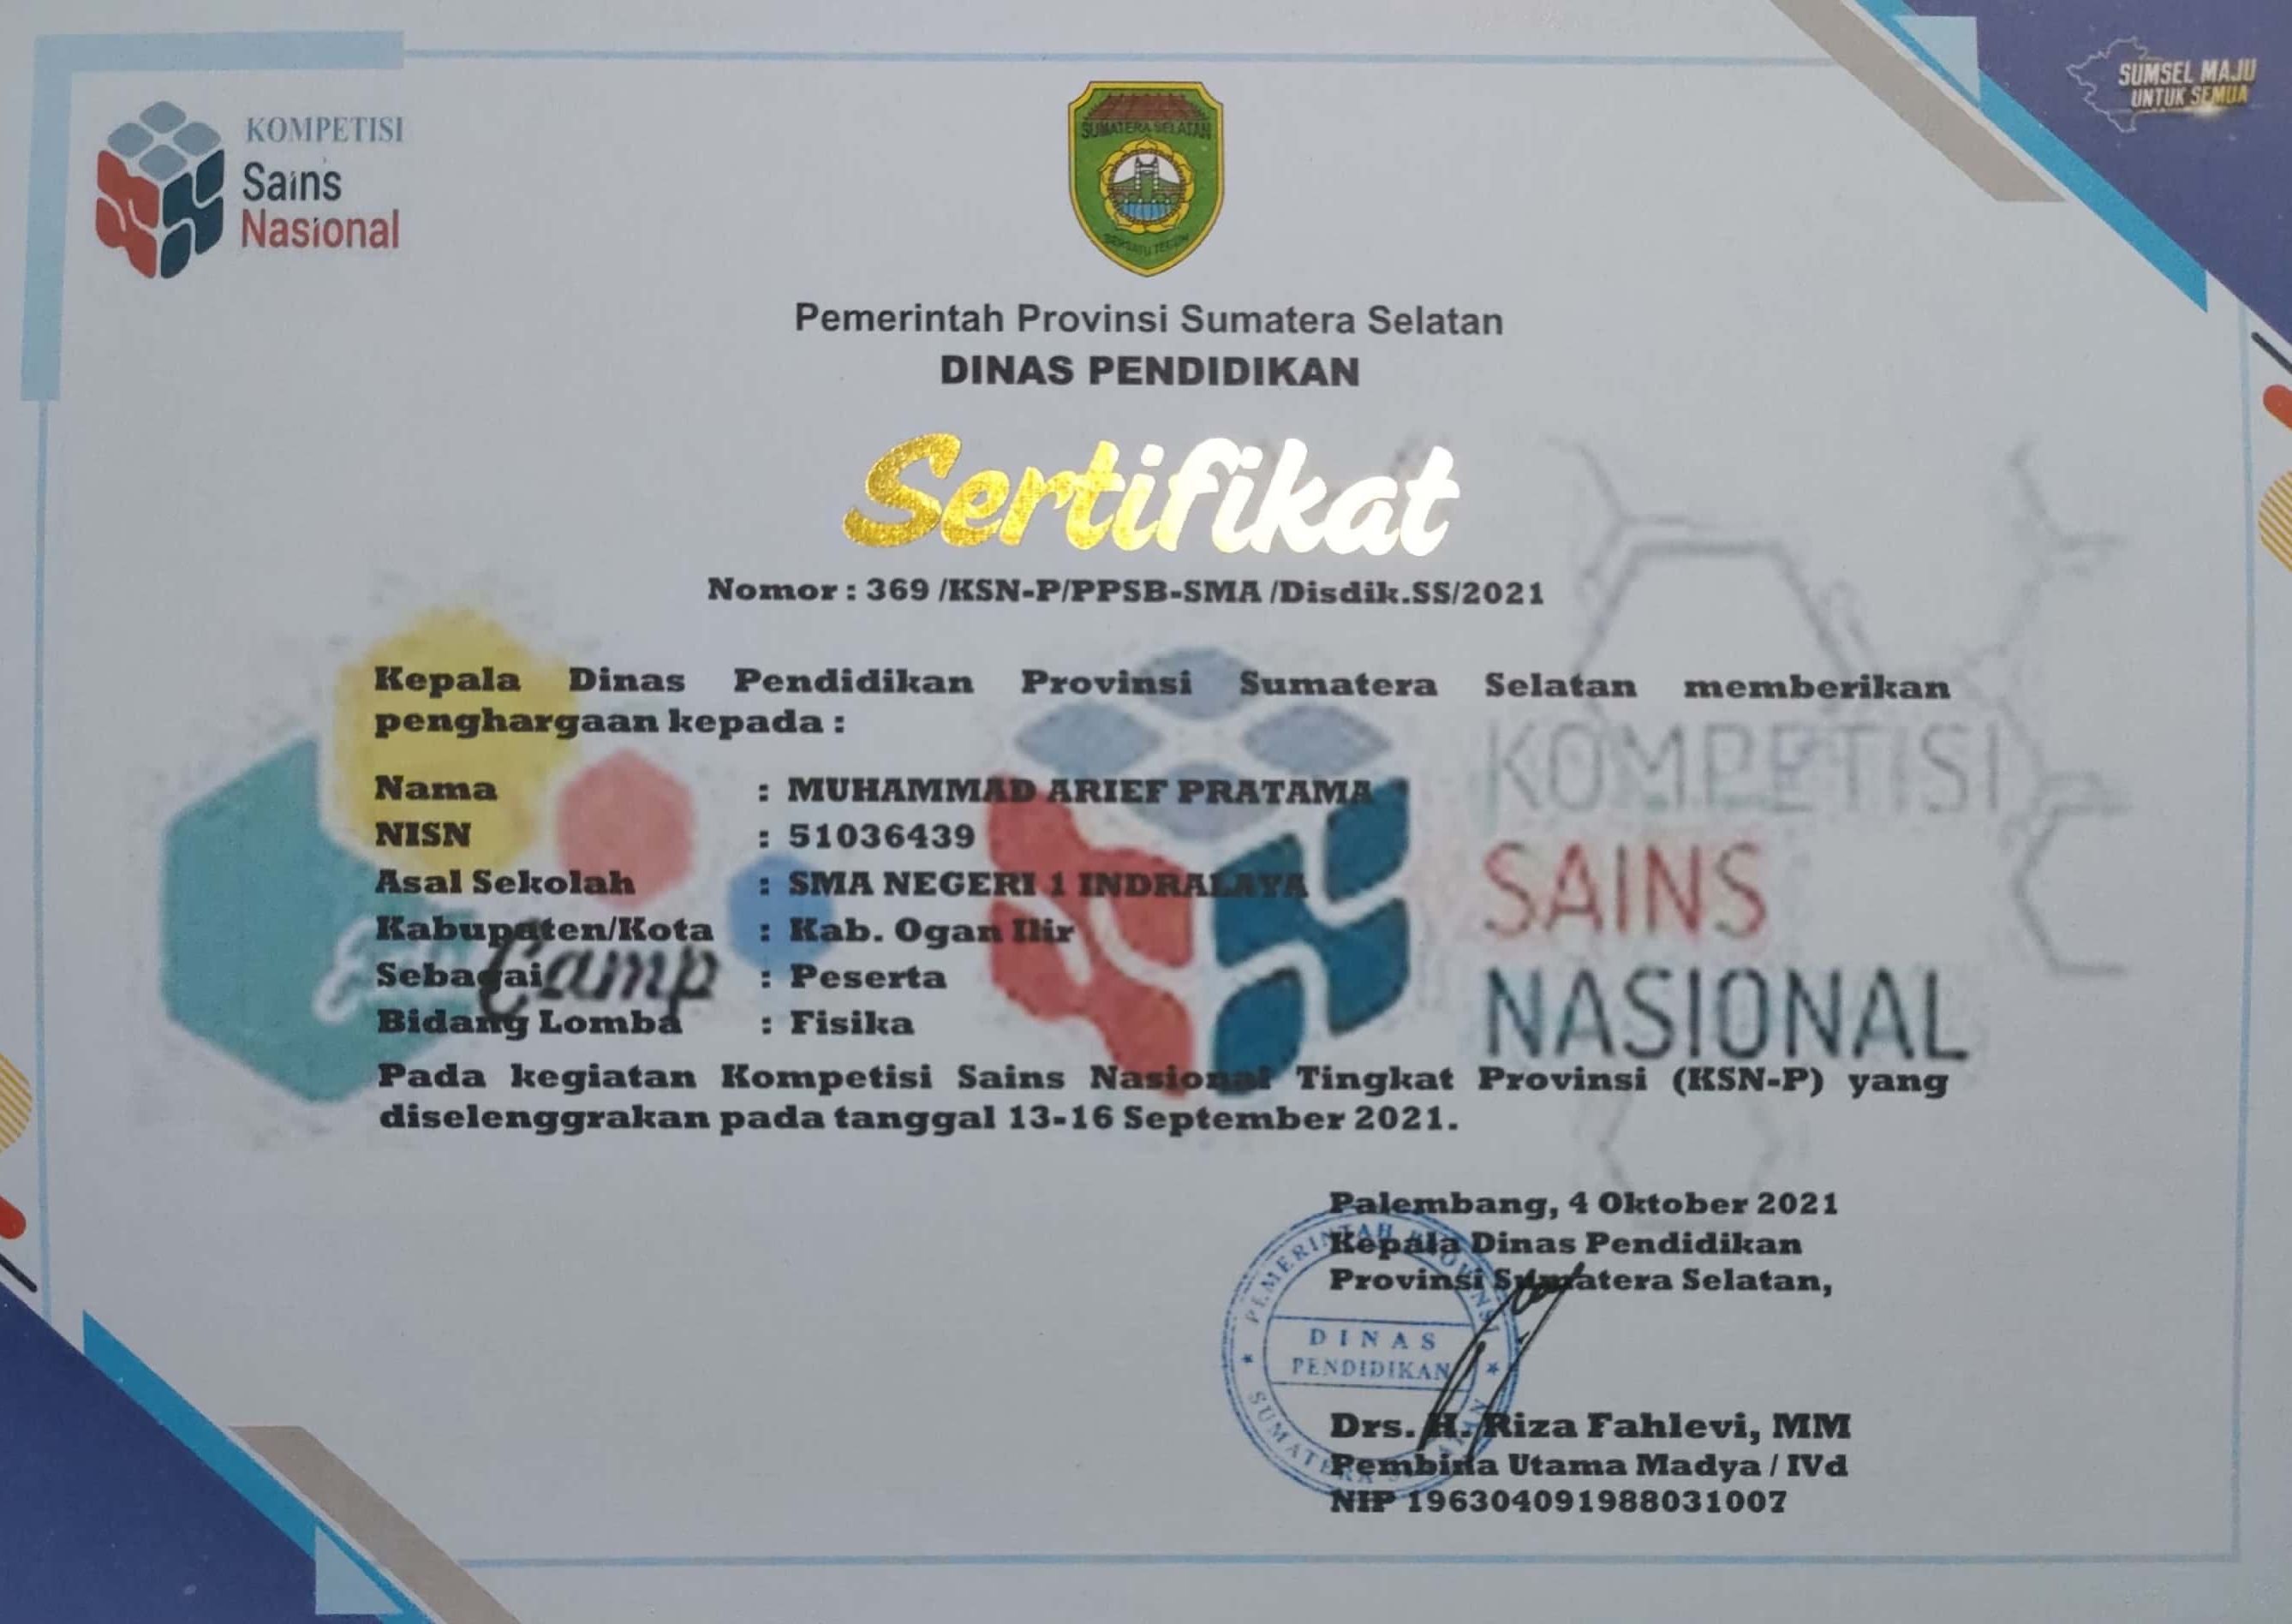 KOMPETISI
Sains
Nasional
SUMATERA SELATAN
BERSATU TEGUH
SUMSEL MAJU
UNTUK SEMUA
Pemerintah Provinsi Sumatera Selatan
DINAS PENDIDIKAN
Sertifikat
Nomor : 369 /KSN-P/PPSB-SMA /Disdik.SS/2021
Kepala Dinas Pendidikan Provinsi Sumatera Selatan memberikan
penghargaan kepada :
Nama : MUHAMMAD ARIEF PRATAMA
NISN : 51036439
Asal Sekolah : SMA NEGERI 1 INDRALAYA
Kabupaten/Kota : Kab. Ogan Ilir
Sebagai : Peserta
Bidang Lomba : Fisika
Camp
KOMPETISI
SAINS
NASIONAL
Pada kegiatan Kompetisi Sains Nasional Tingkat Provinsi (KSN-P) yang
diselenggrakan pada tanggal 13-16 September 2021.
Palembang, 4 Oktober 2021
Kepala Dinas Pendidikan
Provinsi Sumatera Selatan,
PEMERINTAH PROVINSI
DINAS
PENDIDIKAN
SUMATERA SELATAN
Drs. H. Riza Fahlevi, MM
Pembina Utama Madya / IVd
NIP 196304091988031007